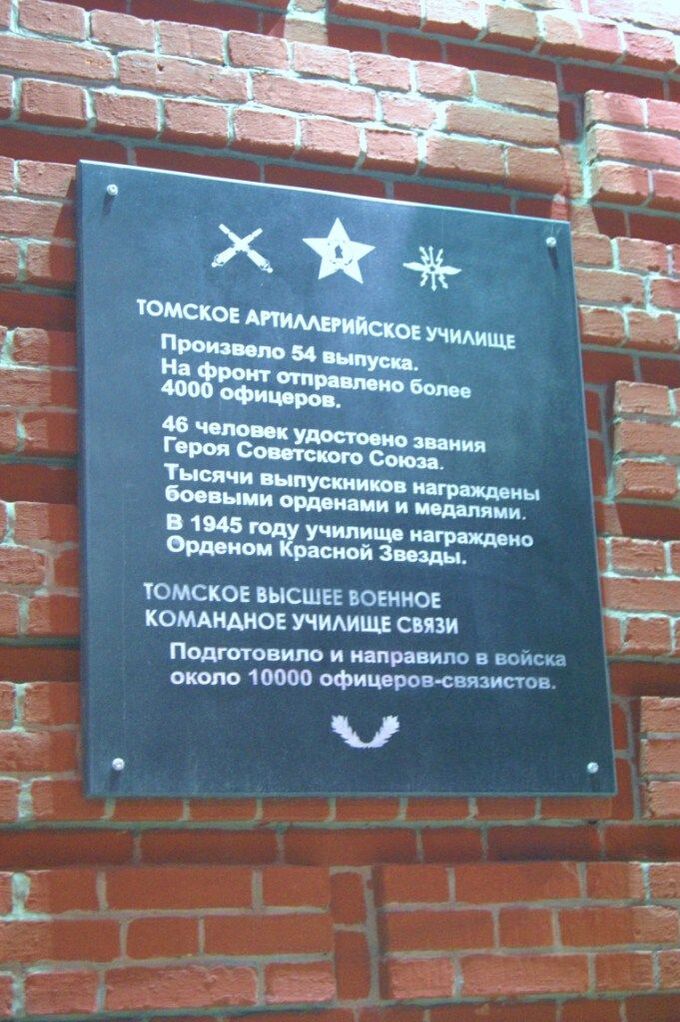 ТОМСКОЕ АРТИЛЛЕРИЙСКОЕ УЧИЛИЩЕ
Произвело 54 выпуска.
На фронт отправлено более
4000 офицеров.
46 человек удостоено звания
Героя Советского Союза.
Тысячи выпускников награждены
боевыми орденами и медалями.
В 1945 году училище награждено
Орденом Красной Звезды.
ТОМСКОЕ ВЫСШЕЕ ВОЕННОЕ
КОМАНДНОЕ УЧИЛИЩЕ СВЯЗИ
Подготовило и направило в войска
около 10000 офицеров-связистов.